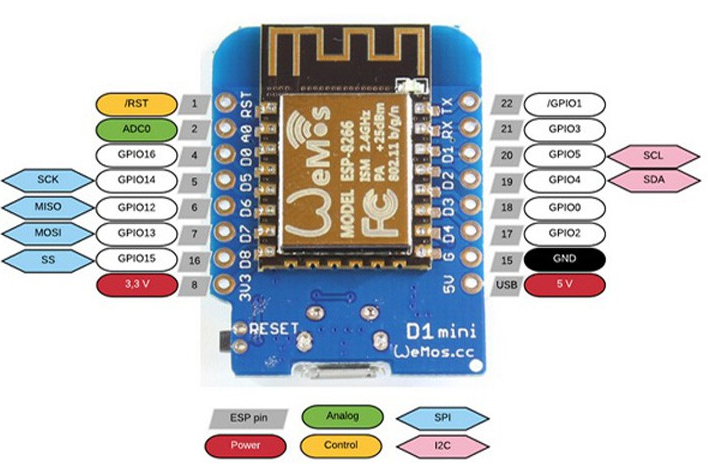 /RST 1 RST TX 22 /GPIO1
ADC0 2 A0 RX 21 GPIO3
GPIO16 4 D0 D1 20 GPIO5 SCL
SCK GPIO14 5 D5 D2 19 GPIO4 SDA
MISO GPIO12 6 D6 D3 18 GPIO0
MOSI GPIO13 7 D7 D4 17 GPIO2
SS GPIO15 16 D8 G 15 GND
3,3 V 8 3V3 5V USB 5 V
WeMos
MODEL ESP-8266
ISM 2.4GHz
PA +25dBm
802.11 b/g/n
FC
RESET
D1 mini
WeMos.cc
ESP pin Analog SPI
Power Control I2C